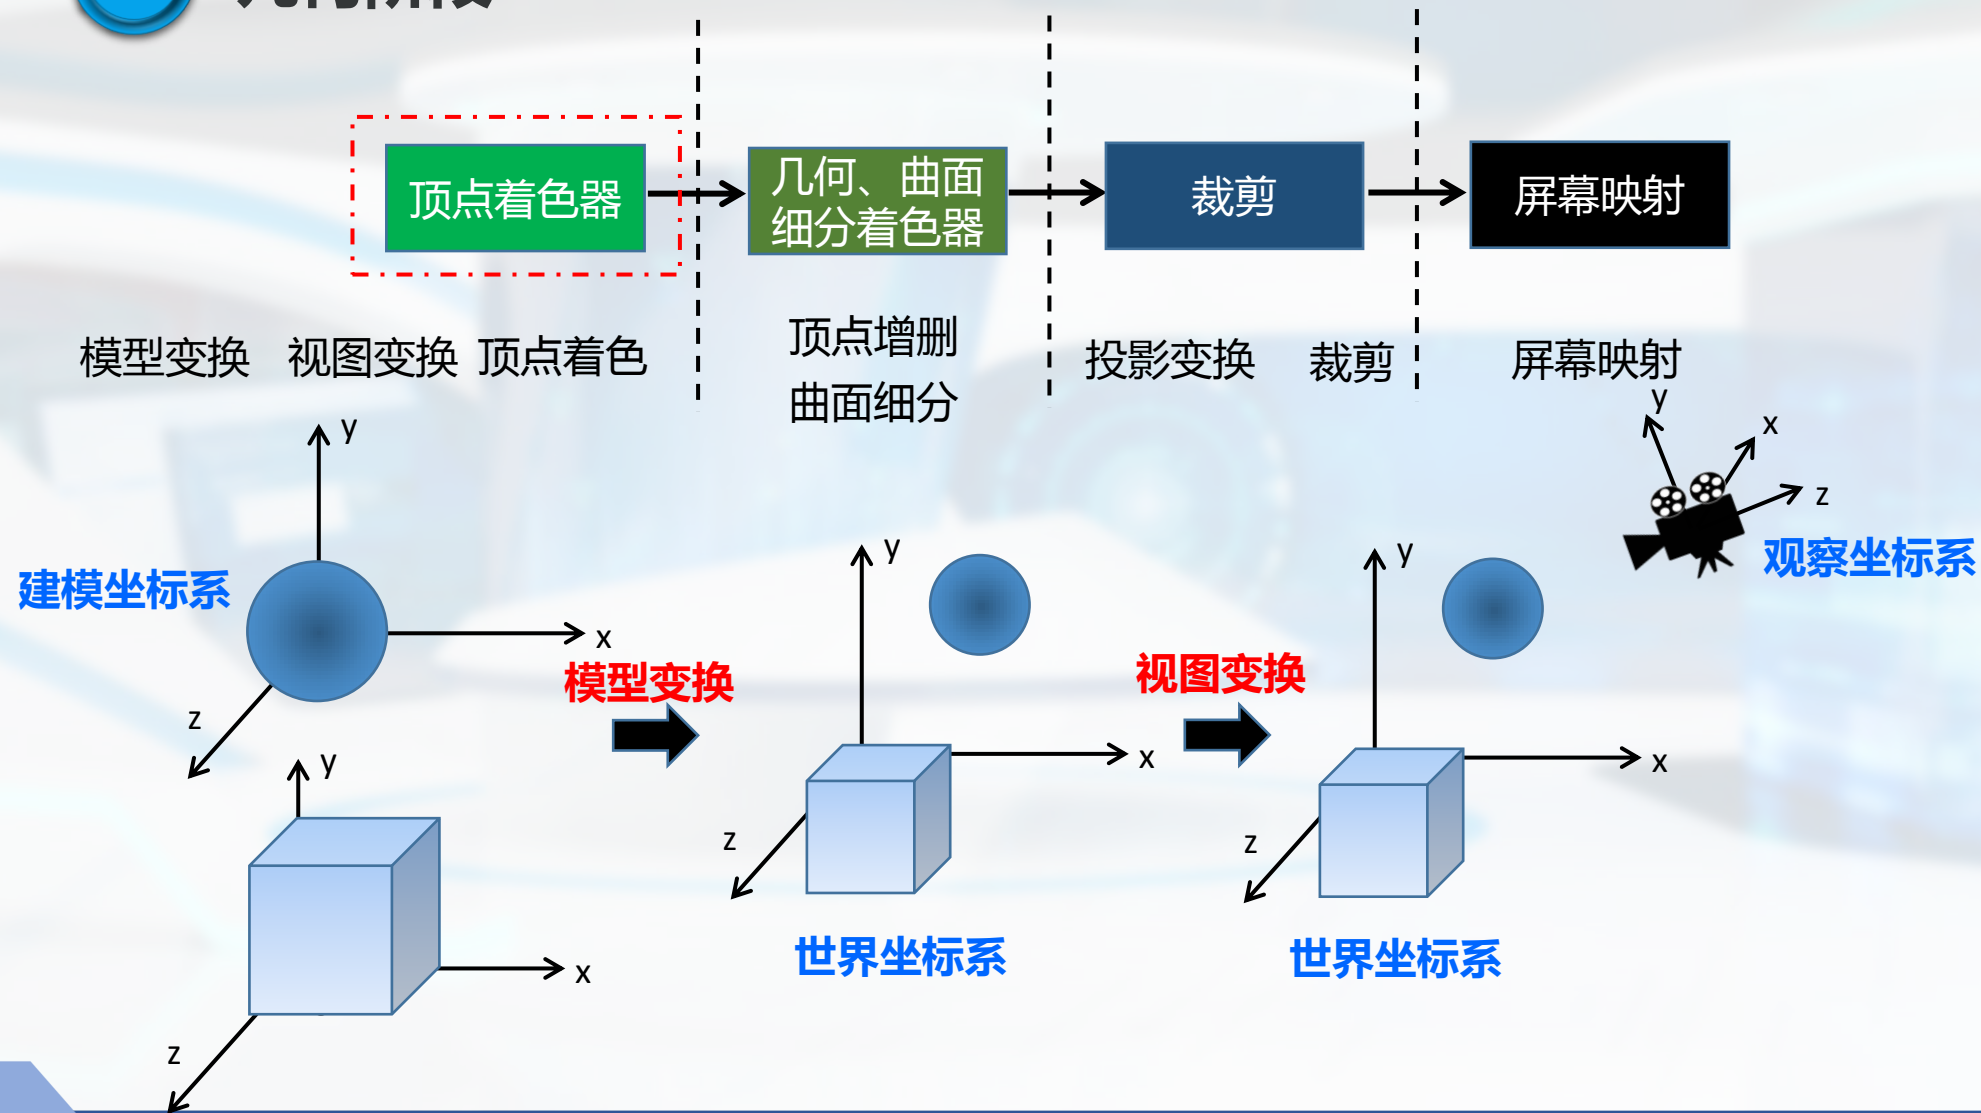 几何阶段
顶点着色器
几何、曲面
细分着色器
裁剪
屏幕映射
模型变换 视图变换 顶点着色
顶点增删
曲面细分
投影变换 裁剪
屏幕映射
y
x
z
观察坐标系
y
建模坐标系
x
z
模型变换
y
x
z
y
x
z
世界坐标系
视图变换
y
x
z
世界坐标系